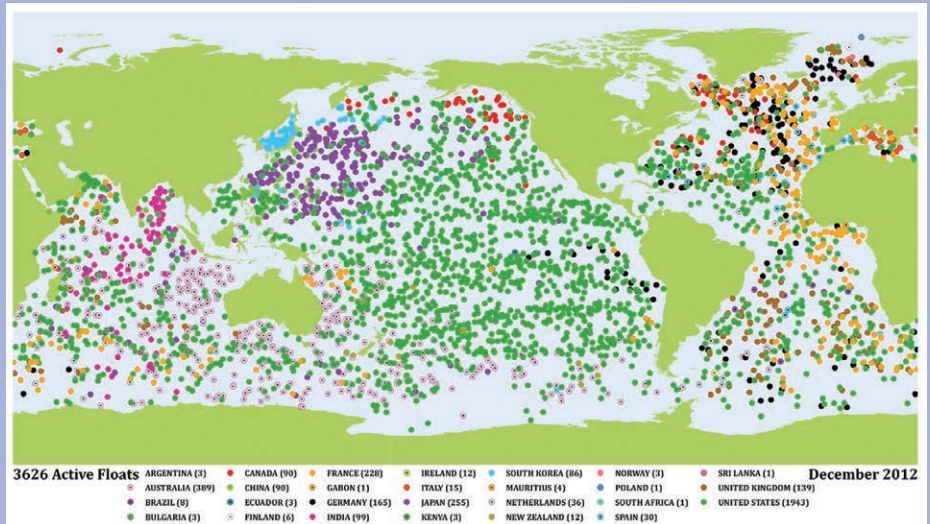 3626 Active Floats ARGENTINA (3) CANADA (90) FRANCE (228) IRELAND (12) SOUTH KOREA (86) NORWAY (3) SRI LANKA (1) December 2012
AUSTRALIA (389) CHINA (90) GABON (1) ITALY (15) MAURITIUS (4) POLAND (1) UNITED KINGDOM (139)
BRAZIL (8) ECUADOR (3) GERMANY (165) JAPAN (255) NETHERLANDS (36) SOUTH AFRICA (1) UNITED STATES (1943)
BULGARIA (3) FINLAND (6) INDIA (99) KENYA (3) NEW ZEALAND (12) SPAIN (30)